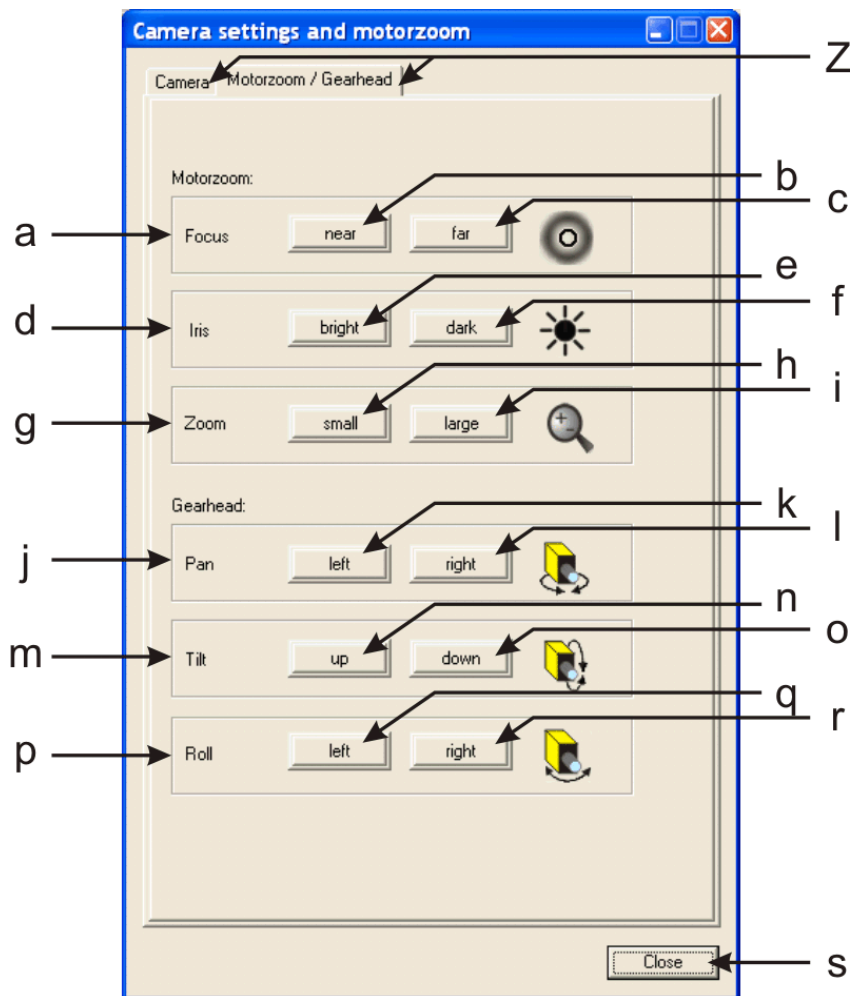 Camera settings and motorzoom
Z
Camera Motorzoom / Gearhead
Motorzoom:
b
c
a Focus near far
e
f
d Iris bright dark
h
i
g Zoom small large
Gearhead:
k
l
j Pan left right
n
o
m Tilt up down
q
r
p Roll left right
Close s